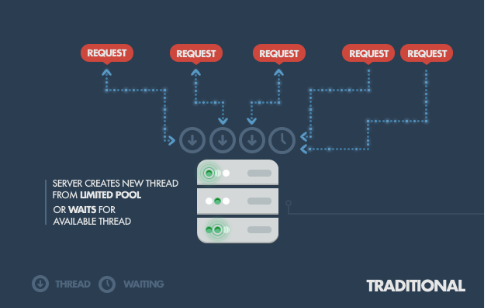 REQUEST REQUEST REQUEST REQUEST REQUEST
SERVER CREATES NEW THREAD
FROM LIMITED POOL
OR WAITS FOR
AVAILABLE THREAD
THREAD WAITING
TRADITIONAL